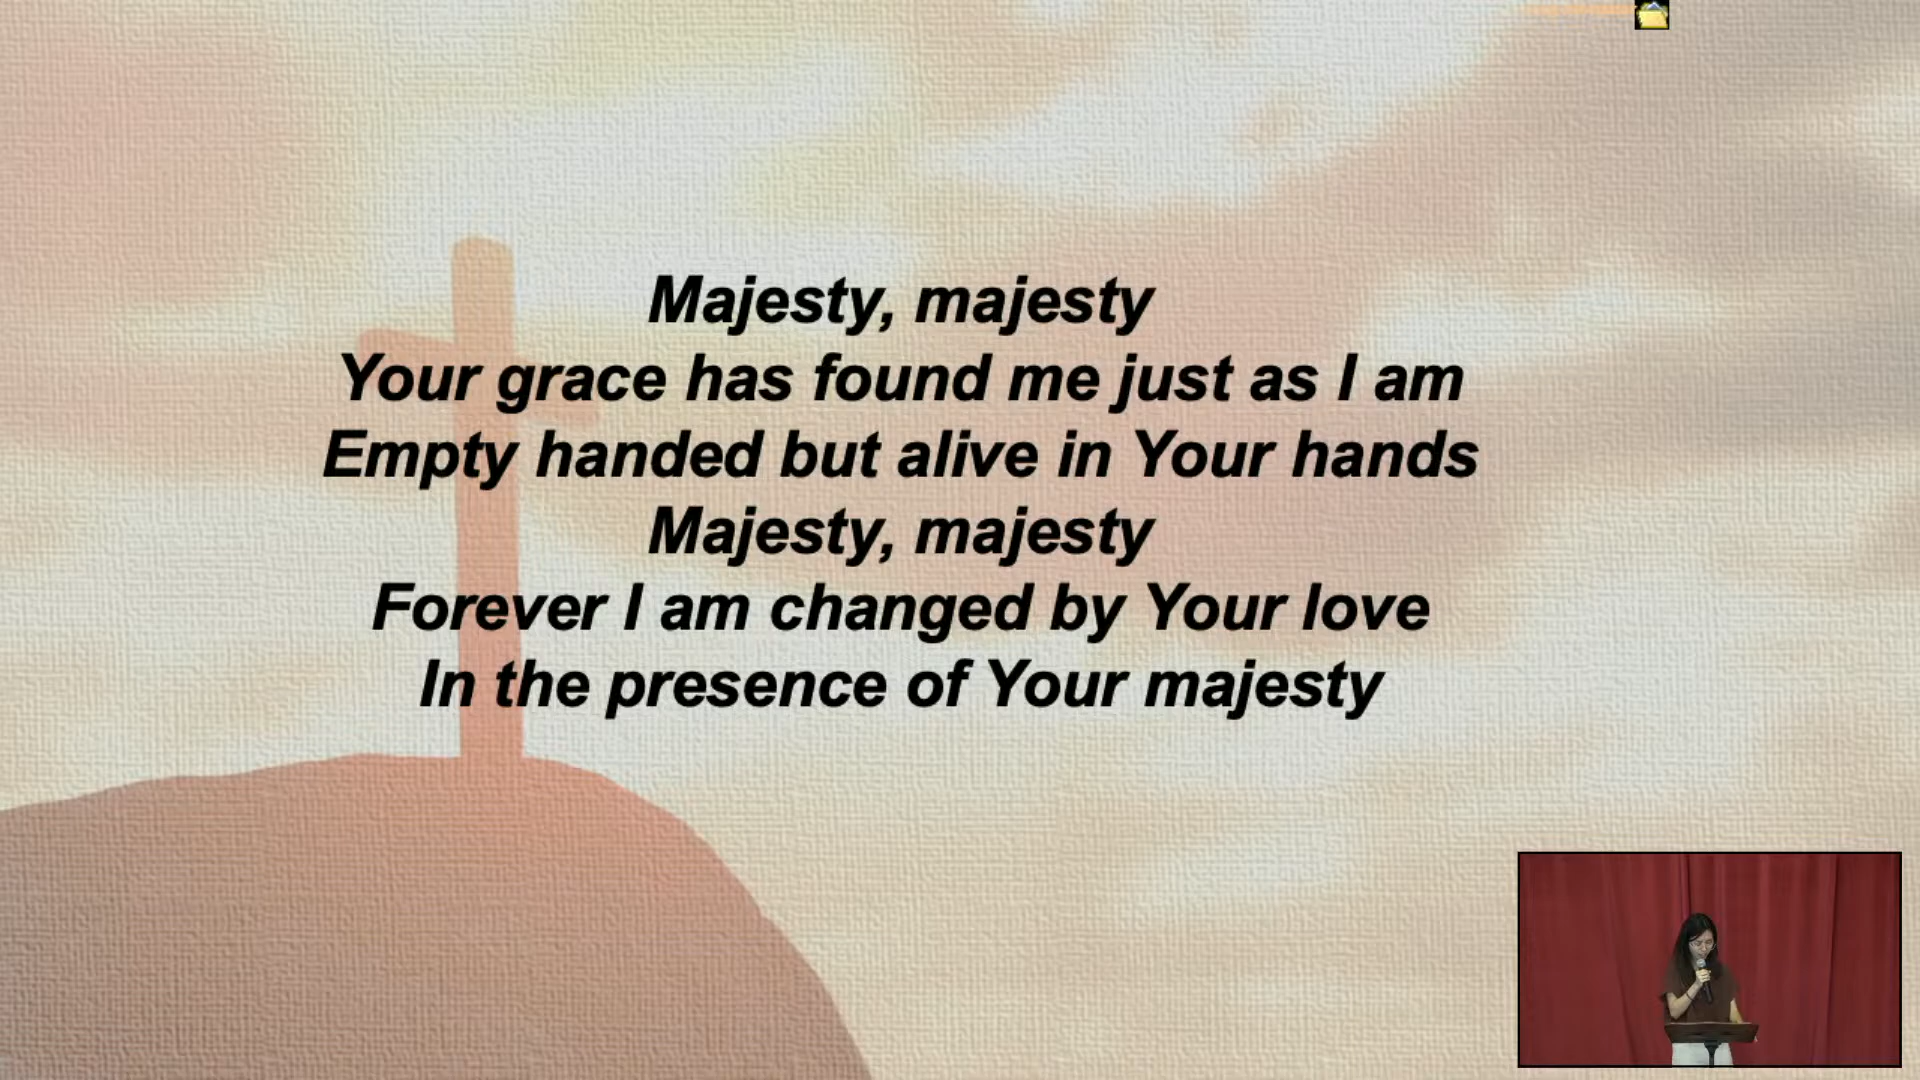 Majesty, majesty
Your grace has found me just as I am
Empty handed but alive in Your hands
Majesty, majesty
Forever I am changed by Your love
In the presence of Your majesty